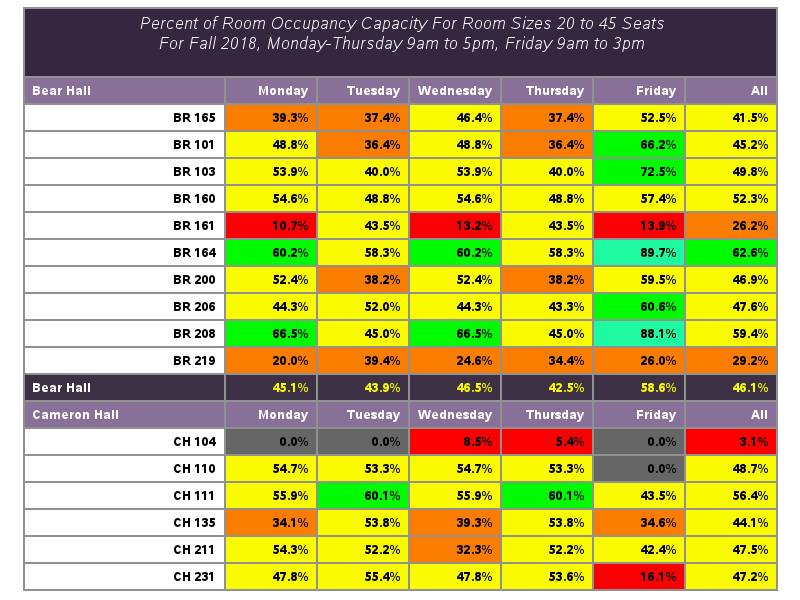 Percent of Room Occupancy Capacity For Room Sizes 20 to 45 Seats
For Fall 2018, Monday-Thursday 9am to 5pm, Friday 9am to 3pm
Bear Hall Monday Tuesday Wednesday Thursday Friday All
BR 165 39.3% 37.4% 46.4% 37.4% 52.5% 41.5%
BR 101 48.8% 36.4% 48.8% 36.4% 66.2% 45.2%
BR 103 53.9% 40.0% 53.9% 40.0% 72.5% 49.8%
BR 160 54.6% 48.8% 54.6% 48.8% 57.4% 52.3%
BR 161 10.7% 43.5% 13.2% 43.5% 13.9% 26.2%
BR 164 60.2% 58.3% 60.2% 58.3% 89.7% 62.6%
BR 200 52.4% 38.2% 52.4% 38.2% 59.5% 46.9%
BR 206 44.3% 52.0% 44.3% 43.3% 60.6% 47.6%
BR 208 66.5% 45.0% 66.5% 45.0% 88.1% 59.4%
BR 219 20.0% 39.4% 24.6% 34.4% 26.0% 29.2%
Bear Hall 45.1% 43.9% 46.5% 42.5% 58.6% 46.1%
Cameron Hall Monday Tuesday Wednesday Thursday Friday All
CH 104 0.0% 0.0% 8.5% 5.4% 0.0% 3.1%
CH 110 54.7% 53.3% 54.7% 53.3% 0.0% 48.7%
CH 111 55.9% 60.1% 55.9% 60.1% 43.5% 56.4%
CH 135 34.1% 53.8% 39.3% 53.8% 34.6% 44.1%
CH 211 54.3% 52.2% 32.3% 52.2% 42.4% 47.5%
CH 231 47.8% 55.4% 47.8% 53.6% 16.1% 47.2%